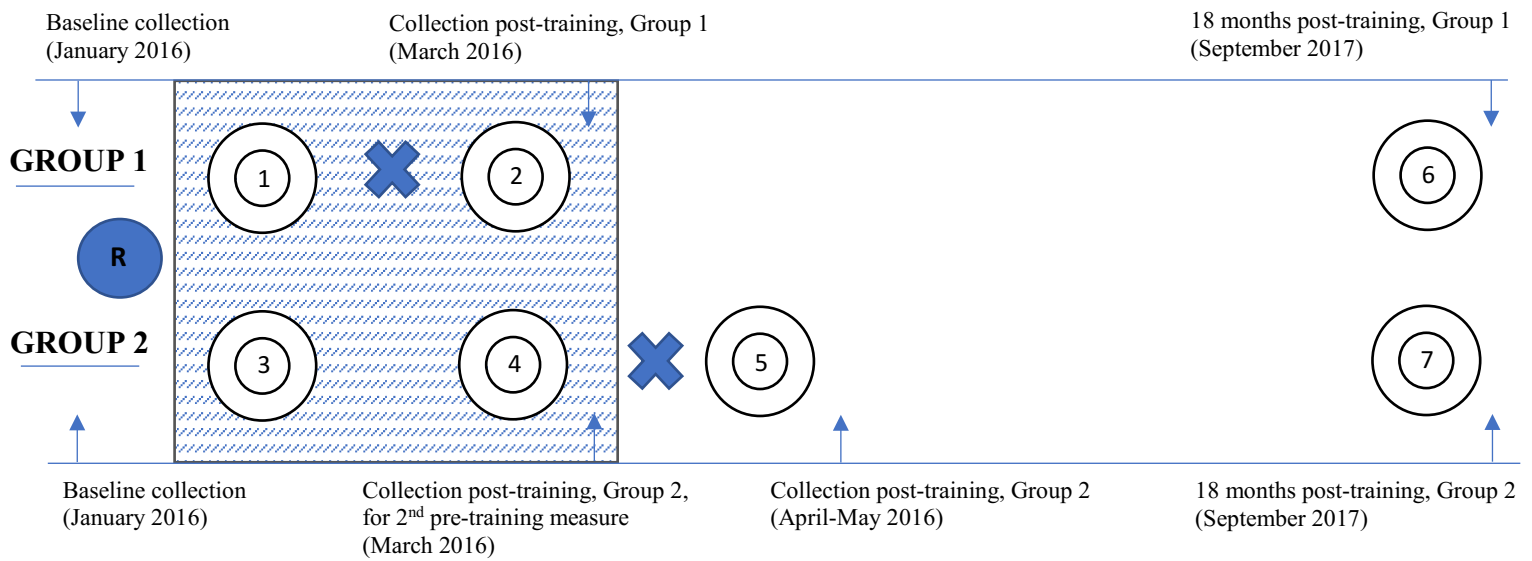 Baseline collection
(January 2016)
Collection post-training, Group 1
(March 2016)
18 months post-training, Group 1
(September 2017)
GROUP 1
1
2
6
R
GROUP 2
3
4
5
7
Baseline collection
(January 2016)
Collection post-training, Group 2,
for 2nd pre-training measure
(March 2016)
Collection post-training, Group 2
(April-May 2016)
18 months post-training, Group 2
(September 2017)